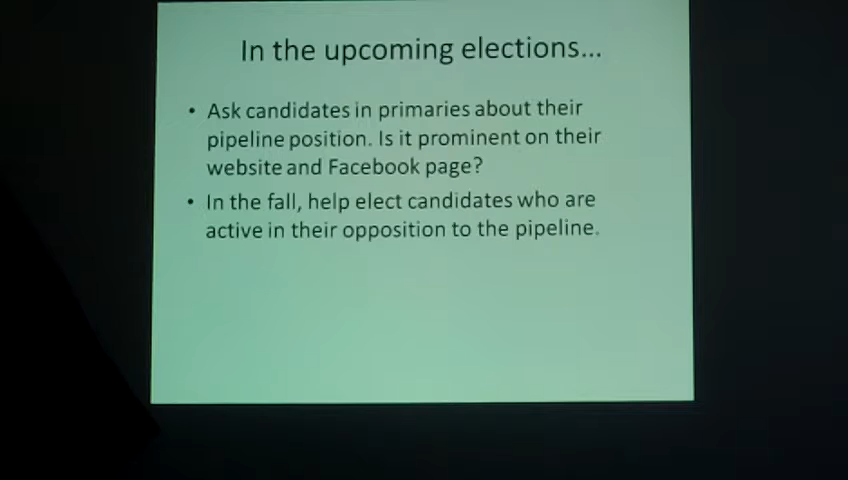 In the upcoming elections...
• Ask candidates in primaries about their
pipeline position. Is it prominent on their
website and Facebook page?
• In the fall, help elect candidates who are
active in their opposition to the pipeline.